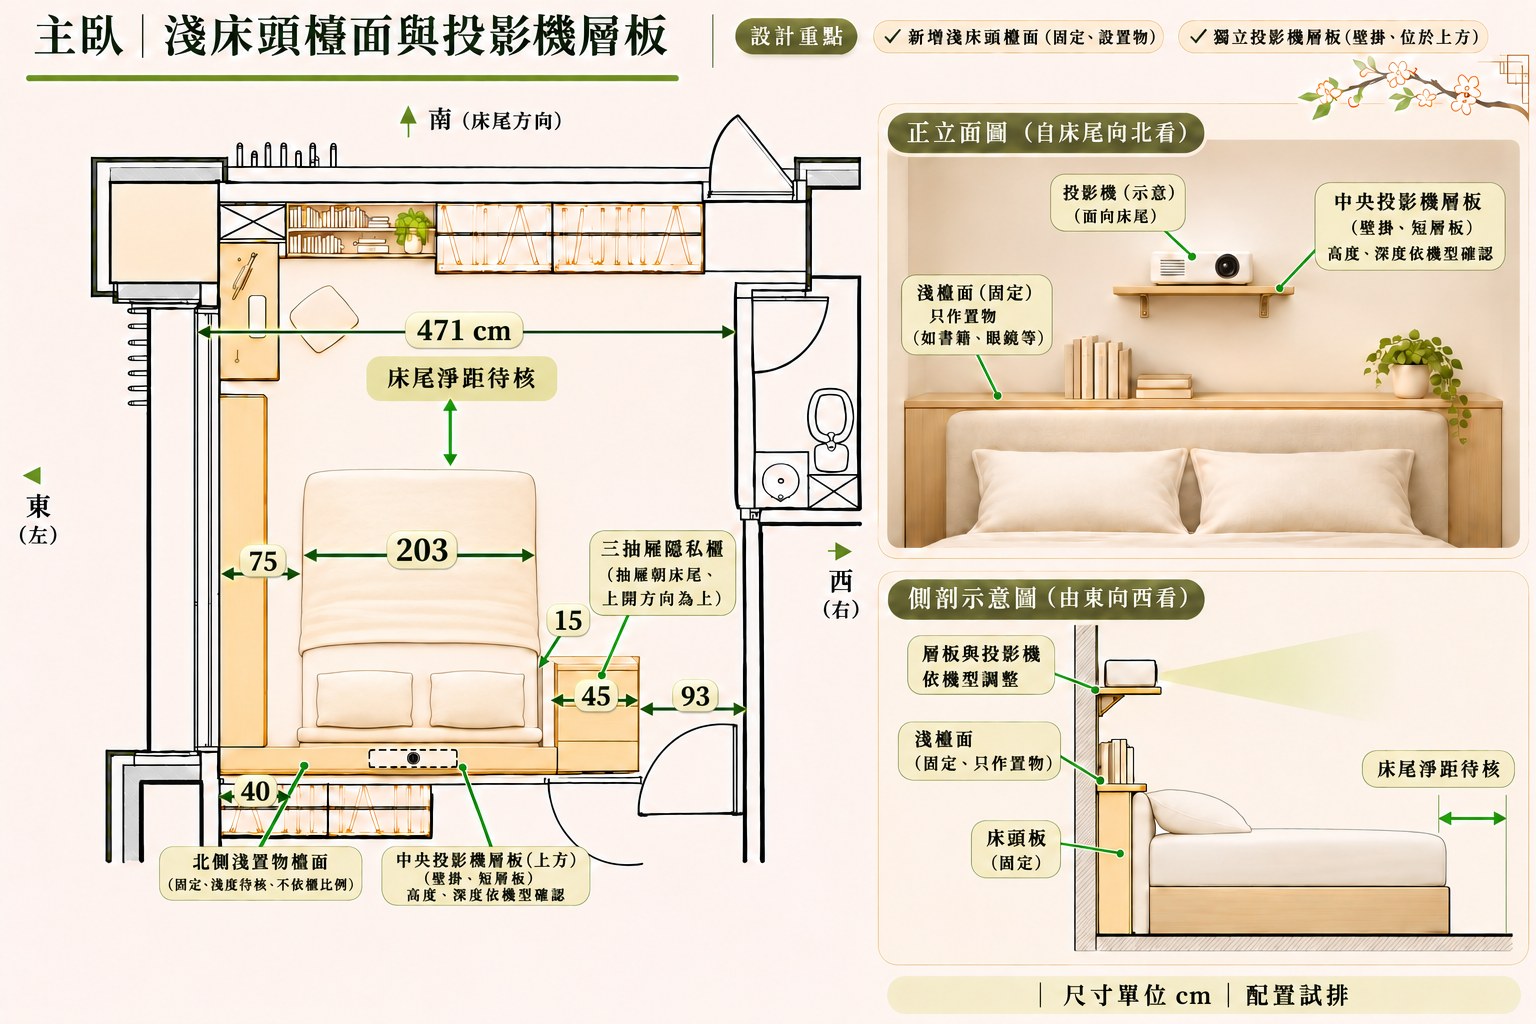 主臥｜淺床頭檯面與投影機層板
設計重點
✓ 新增淺床頭檯面（固定、設置物）
✓ 獨立投影機層板（壁掛、位於上方）
南（床尾方向）
471 cm
床尾淨距待核
東
（左）
75
203
三抽屜隱私櫃
（抽屜朝床尾、
上開方向為上）
15
45
93
西
（右）
40
北側淺置物檯面
（固定、淺度待核、不依櫃比例）
中央投影機層板（上方）
（壁掛、短層板）
高度、深度依機型確認
正立面圖（自床尾向北看）
投影機（示意）
（面向床尾）
中央投影機層板
（壁掛、短層板）
高度、深度依機型確認
淺檯面（固定）
只作置物
（如書籍、眼鏡等）
側剖示意圖（由東向西看）
層板與投影機
依機型調整
淺檯面
（固定、只作置物）
床頭板
（固定）
床尾淨距待核
｜ 尺寸單位 cm ｜ 配置試排